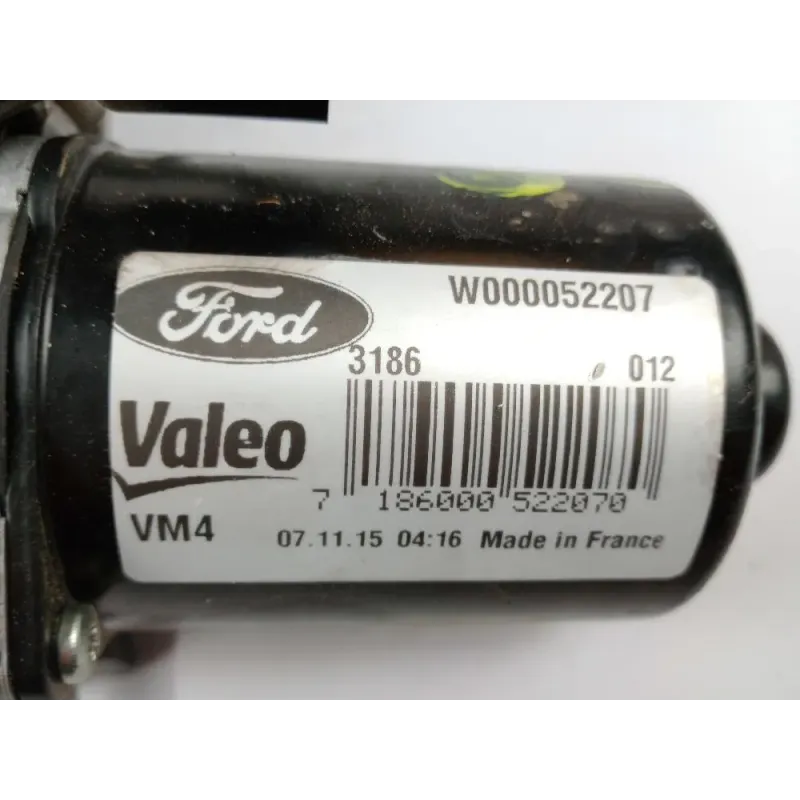 Ford
W000052207
3186 012
Valeo
7 186000 522070
VM4
07.11.15 04:16 Made in France